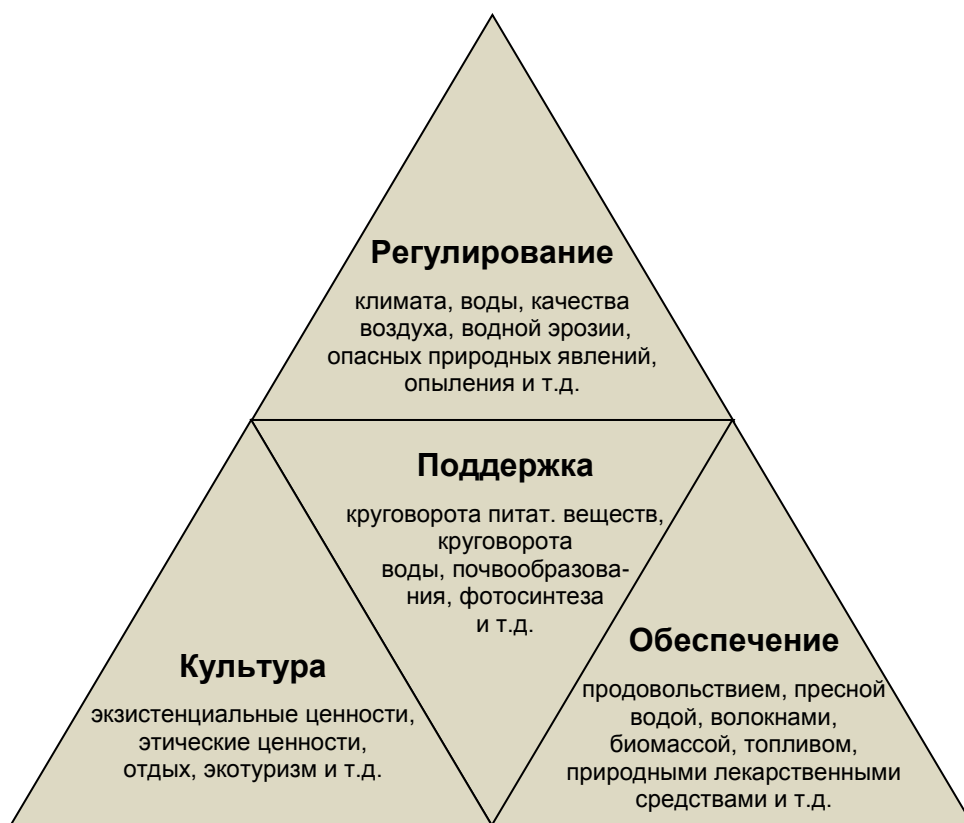 Регулирование
климата, воды, качества
воздуха, водной эрозии,
опасных природных явлений,
опыления и т.д.
Поддержка
круговорота питат. веществ,
круговорота
воды, почвообразова-
ния, фотосинтеза
и т.д.
Культура
экзистенциальные ценности,
этические ценности,
отдых, экотуризм и т.д.
Обеспечение
продовольствием, пресной
водой, волокнами,
биомассой, топливом,
природными лекарственными
средствами и т.д.